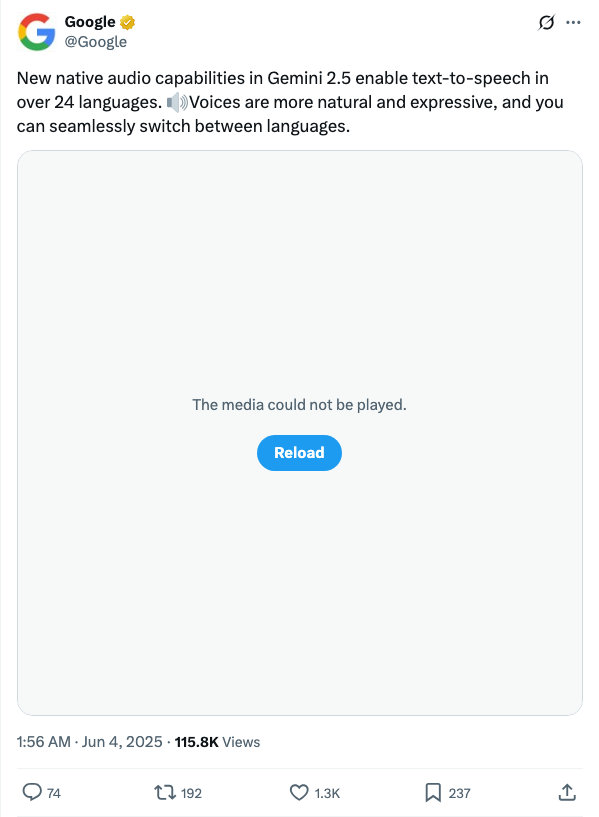 Google
@Google
New native audio capabilities in Gemini 2.5 enable text-to-speech in
over 24 languages. 🔊Voices are more natural and expressive, and you
can seamlessly switch between languages.
The media could not be played.
Reload
1:56 AM · Jun 4, 2025 · 115.8K Views
74 192 1.3K 237